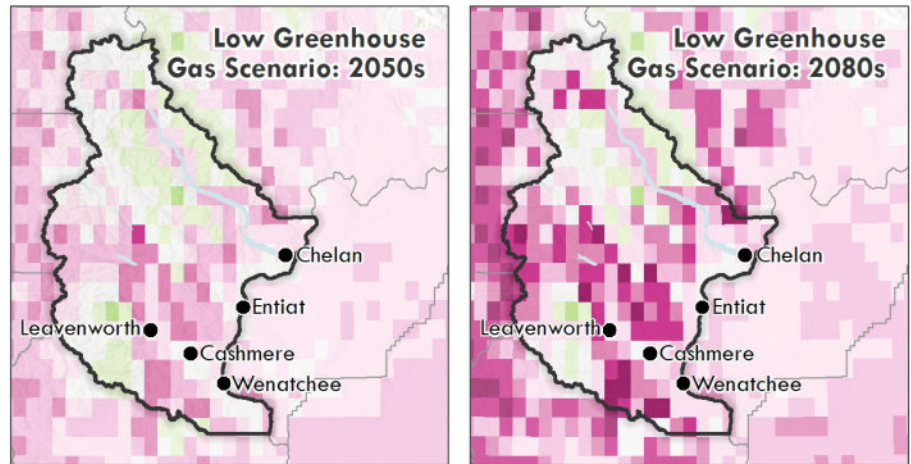 Low Greenhouse
Gas Scenario: 2050s
Chelan
Entiat
Leavenworth
Cashmere
Wenatchee
Low Greenhouse
Gas Scenario: 2080s
Chelan
Entiat
Leavenworth
Cashmere
Wenatchee